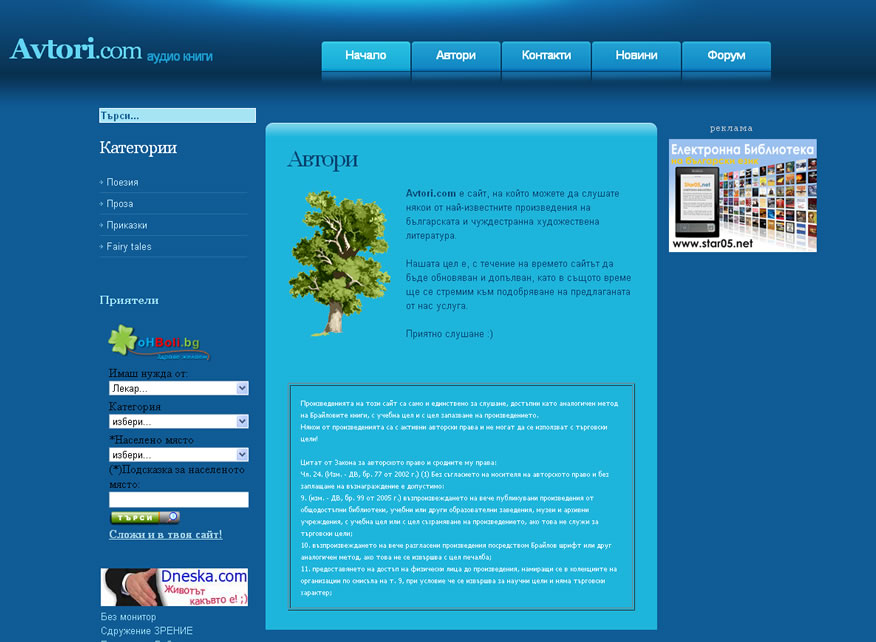 Avtori.com аудио книги
Начало
Автори
Контакти
Новини
Форум
Търси...
Категории
Поезия
Проза
Приказки
Fairy tales
Приятели
оHБoli.bg
Здраве желаем!
Имаш нужда от:
Лекар...
Категория
избери...
*Населено място
избери...
(*)Подсказка за населеното
място:
ТЪРСИ
Сложи и в твоя сайт!
Dneska.com
Животът
какъвто е! ;)
Без монитор
Сдружение ЗРЕНИЕ
Автори
Avtori.com е сайт, на който можете да слушате
някои от най-известните произведения на
българската и чуждестранна художествена
литература.
Нашата цел е, с течение на времето сайтът да
бъде обновяван и допълван, като в същото време
ще се стремим към подобряване на предлаганата
от нас услуга.
Приятно слушане :)
Произведенията на този сайт са само и единствено за слушане, достъпни като аналогичен метод
на Брайловите книги, с учебна цел и с цел запазване на произведението.
Някои от произведенията са с активни авторски права и не могат да се използват с търговски
цели!
Цитат от Закона за авторското право и сродните му права:
Чл. 24. (Изм. - ДВ, бр. 77 от 2002 г.) (1) Без съгласието на носителя на авторското право и без
заплащане на възнаграждение е допустимо:
9. (изм. - ДВ, бр. 99 от 2005 г.) възпроизвеждането на вече публикувани произведения от
общодостъпни библиотеки, учебни или други образователни заведения, музеи и архивни
учреждения, с учебна цел или с цел съхраняване на произведението, ако това не служи за
търговски цели;
10. възпроизвеждането на вече разгласени произведения посредством Брайлов шрифт или друг
аналогичен метод, ако това не се извършва с цел печалба;
11. предоставянето на достъп на физически лица до произведения, намиращи се в колекциите на
организации по смисъла на т. 9, при условие че се извършва за научни цели и няма търговски
характер;
реклама
Електронна Библиотека
на български език
Star05.net
www.star05.net